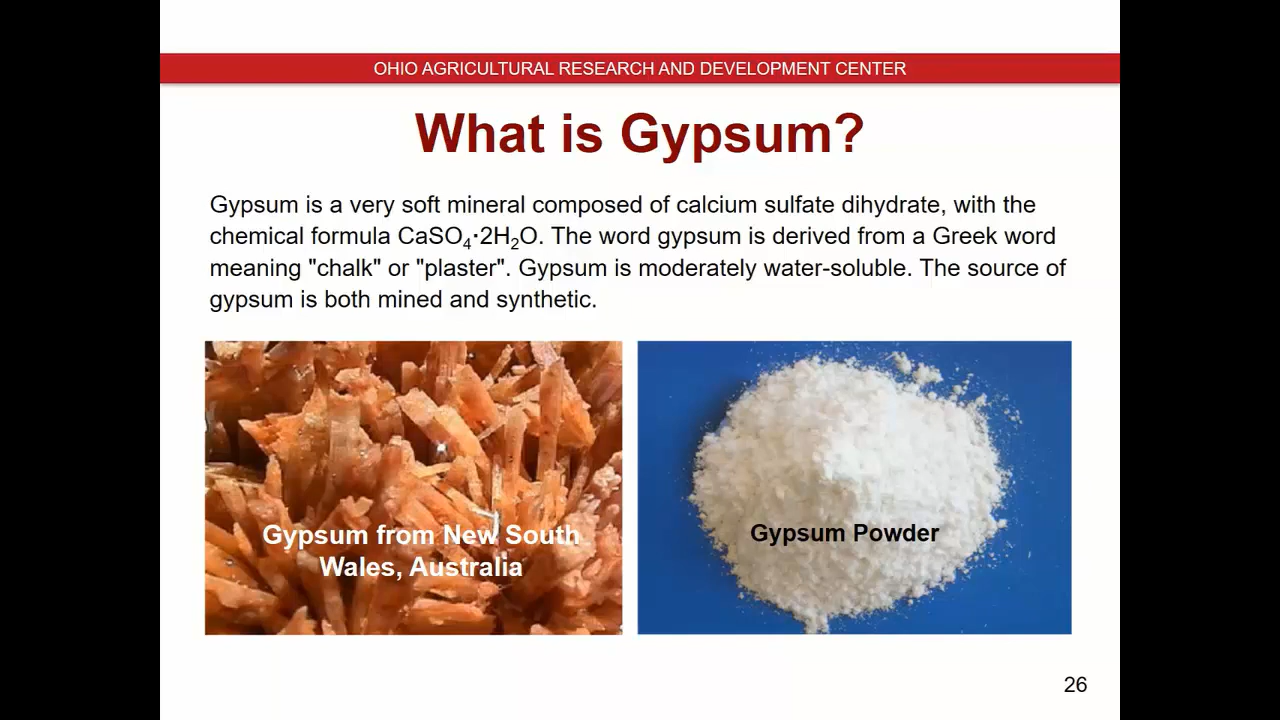 OHIO AGRICULTURAL RESEARCH AND DEVELOPMENT CENTER
What is Gypsum?
Gypsum is a very soft mineral composed of calcium sulfate dihydrate, with the
chemical formula CaSO₄·2H₂O. The word gypsum is derived from a Greek word
meaning "chalk" or "plaster". Gypsum is moderately water-soluble. The source of
gypsum is both mined and synthetic.
Gypsum from New South
Wales, Australia
Gypsum Powder
26